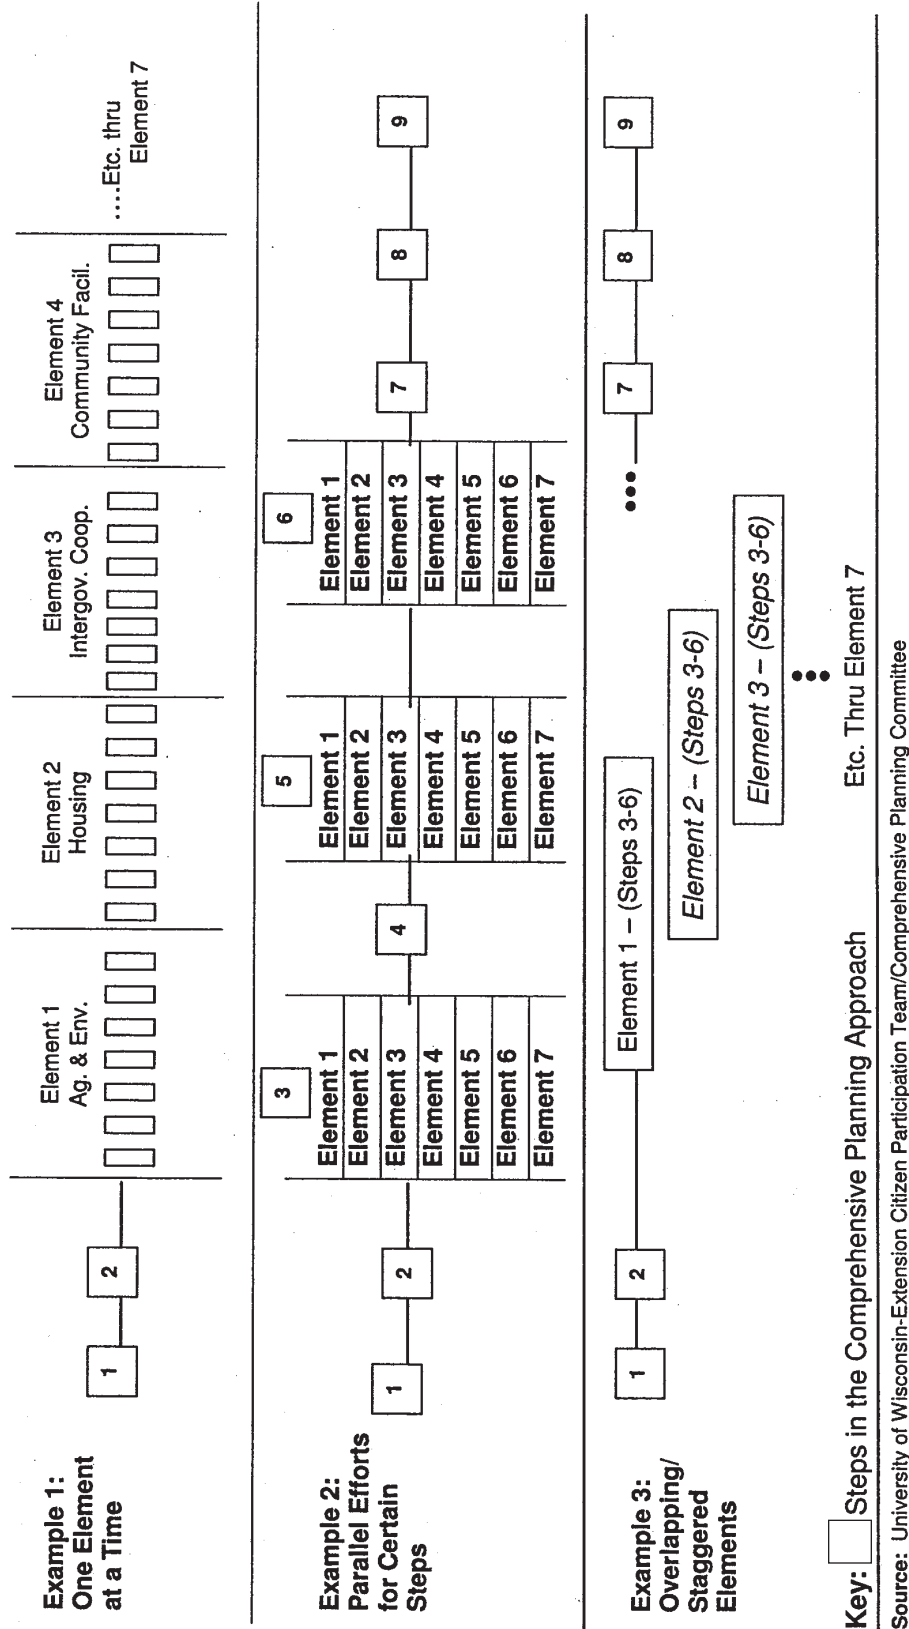 Example 1:
One Element
at a Time
1
2
Element 1
Ag. & Env.
Element 2
Housing
Element 3
Intergov. Coop.
Element 4
Community Facil.
....Etc. thru
Element 7
Example 2:
Parallel Efforts
for Certain
Steps
1
2
3
Element 1
Element 2
Element 3
Element 4
Element 5
Element 6
Element 7
4
5
Element 1
Element 2
Element 3
Element 4
Element 5
Element 6
Element 7
6
Element 1
Element 2
Element 3
Element 4
Element 5
Element 6
Element 7
7
8
9
Example 3:
Overlapping/
Staggered
Elements
1
2
Element 1 – (Steps 3-6)
Element 2 – (Steps 3-6)
Element 3 – (Steps 3-6)
Etc. Thru Element 7
7
8
9
Key: Steps in the Comprehensive Planning Approach
Source: University of Wisconsin-Extension Citizen Participation Team/Comprehensive Planning Committee